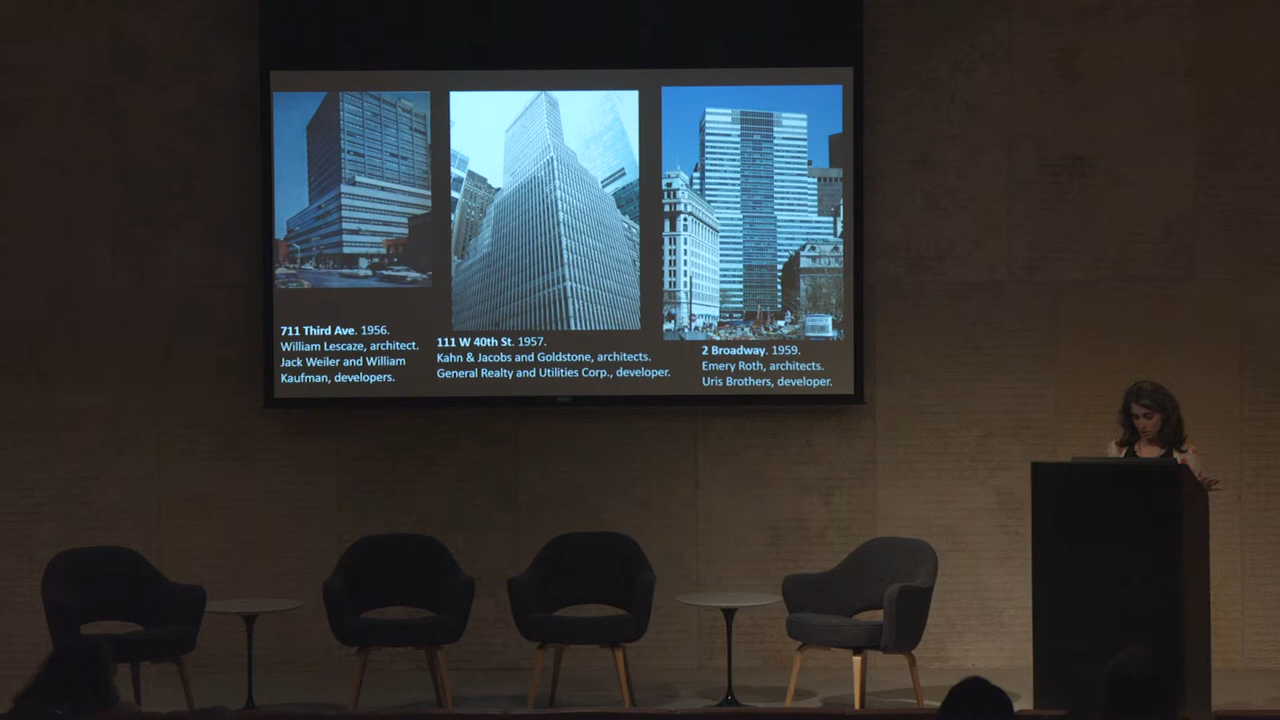 711 Third Ave. 1956.
William Lescaze, architect.
Jack Weiler and William
Kaufman, developers.
111 W 40th St. 1957.
Kahn & Jacobs and Goldstone, architects.
General Realty and Utilities Corp., developer.
2 Broadway. 1959.
Emery Roth, architects.
Uris Brothers, developer.